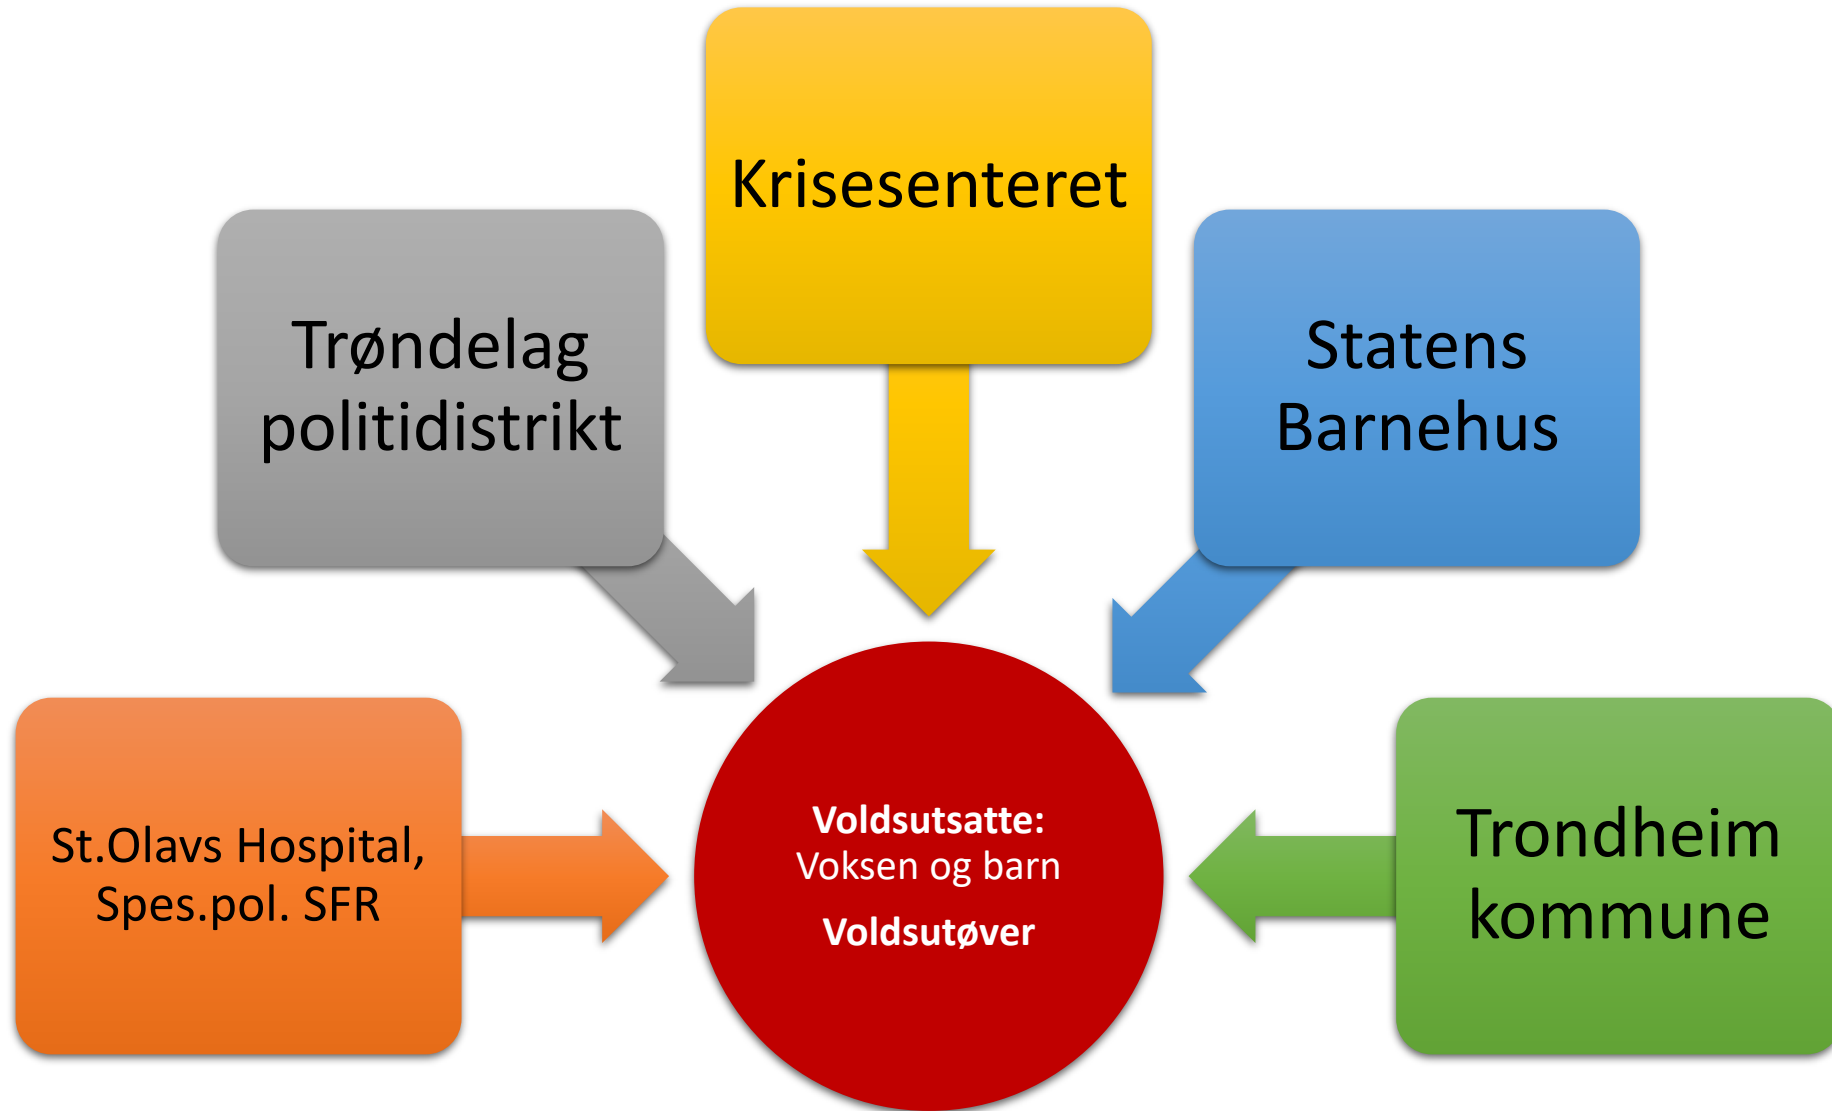 Krisesenteret
Trøndelag
politidistrikt
Statens
Barnehus
St.Olavs Hospital,
Spes.pol. SFR
Voldsutsatte:
Voksen og barn
Voldsutøver
Trondheim
kommune